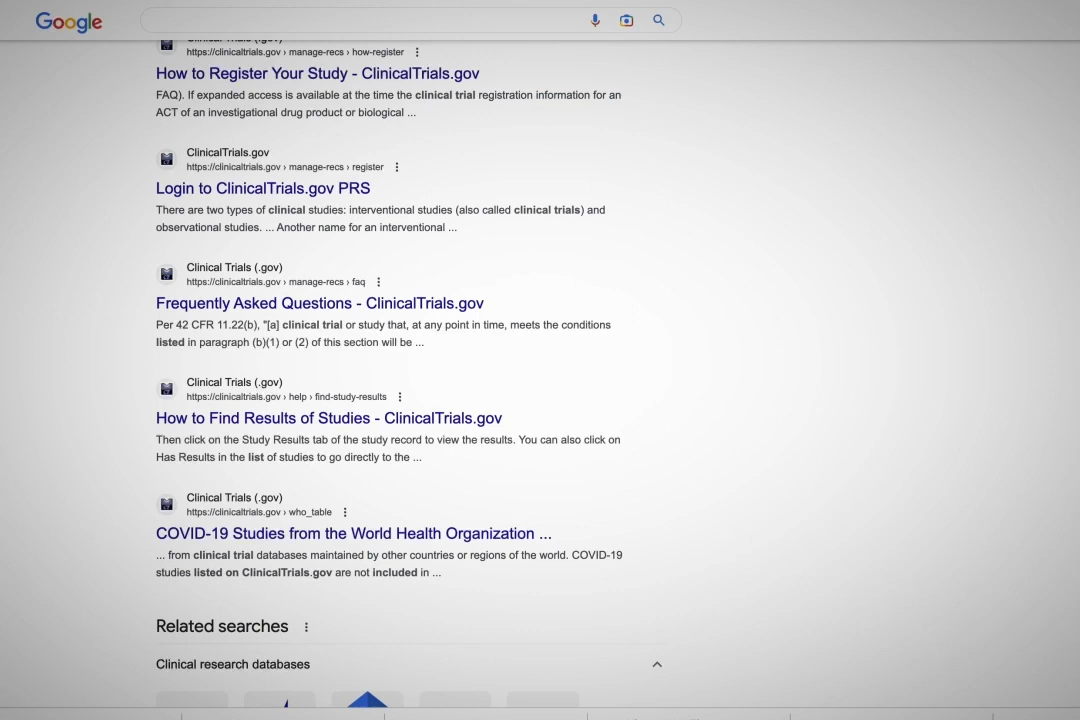 Google
https://clinicaltrials.gov › manage-recs › how-register
How to Register Your Study - ClinicalTrials.gov
FAQ). If expanded access is available at the time the clinical trial registration information for an
ACT of an investigational drug product or biological ...
ClinicalTrials.gov
https://clinicaltrials.gov › manage-recs › register
Login to ClinicalTrials.gov PRS
There are two types of clinical studies: interventional studies (also called clinical trials) and
observational studies. ... Another name for an interventional ...
Clinical Trials (.gov)
https://clinicaltrials.gov › manage-recs › faq
Frequently Asked Questions - ClinicalTrials.gov
Per 42 CFR 11.22(b), "[a] clinical trial or study that, at any point in time, meets the conditions
listed in paragraph (b)(1) or (2) of this section will be ...
Clinical Trials (.gov)
https://clinicaltrials.gov › help › find-study-results
How to Find Results of Studies - ClinicalTrials.gov
Then click on the Study Results tab of the study record to view the results. You can also click on
Has Results in the list of studies to go directly to the ...
Clinical Trials (.gov)
https://clinicaltrials.gov › who_table
COVID-19 Studies from the World Health Organization ...
... from clinical trial databases maintained by other countries or regions of the world. COVID-19
studies listed on ClinicalTrials.gov are not included in ...
Related searches
Clinical research databases